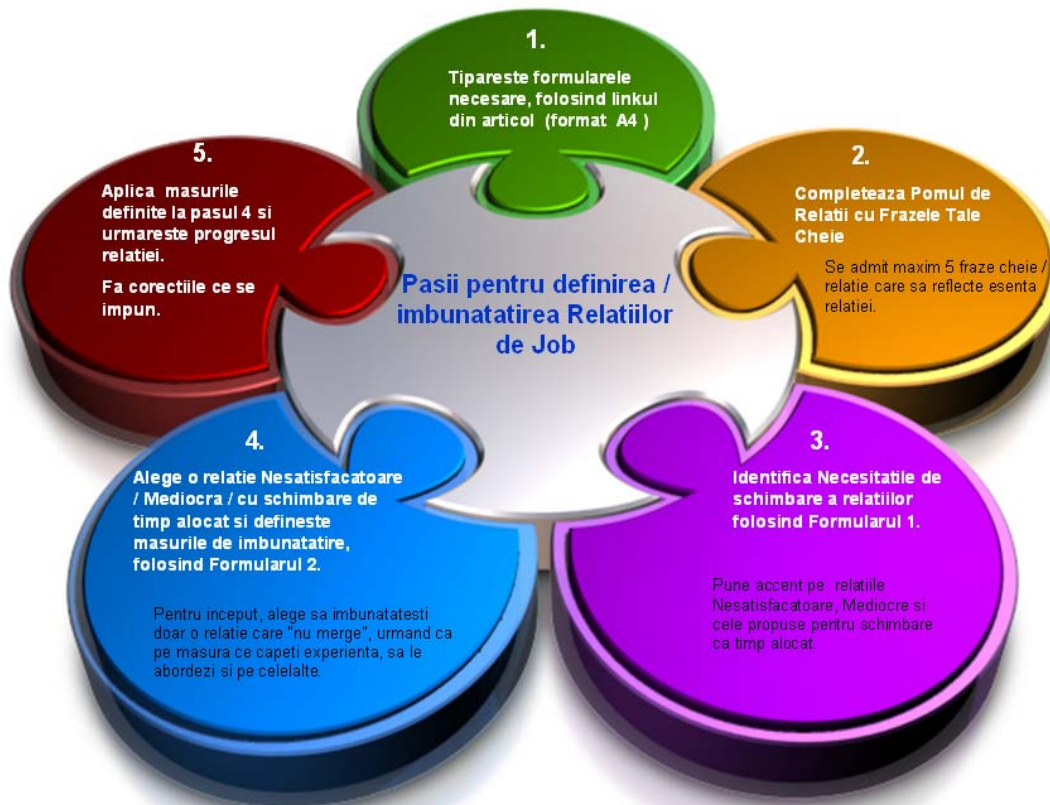 Pasii pentru definirea /
imbunatatirea Relatiilor
de Job
1.
Tipareste formularele
necesare, folosind linkul
din articol (format A4 )
2.
Completeaza Pomul de
Relatii cu Frazele Tale
Cheie
Se admit maxim 5 fraze cheie /
relatie care sa reflecte esenta
relatiei.
3.
Identifica Necesitatile de
schimbare a relatiilor
folosind Formularul 1.
Pune accent pe relatiile
Nesatisfacatoare, Mediocre si
cele propuse pentru schimbare
ca timp alocat.
4.
Alege o relatie Nesatisfacatoare
/ Mediocra / cu schimbare de
timp alocat si defineste
masurile de imbunatatire,
folosind Formularul 2.
Pentru inceput, alege sa imbunatatesti
doar o relatie care "nu merge", urmand ca
pe masura ce capeti experienta, sa le
abordezi si pe celelalte.
5.
Aplica masurile
definite la pasul 4 si
urmareste progresul
relatiei.
Fa corectiile ce se
impun.